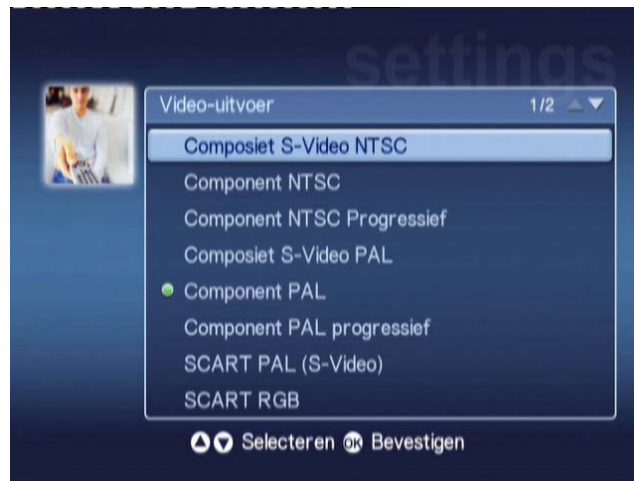 settings
Video-uitvoer 1/2
Composiet S-Video NTSC
Component NTSC
Component NTSC Progressief
Composiet S-Video PAL
Component PAL
Component PAL progressief
SCART PAL (S-Video)
SCART RGB
Selecteren OK Bevestigen